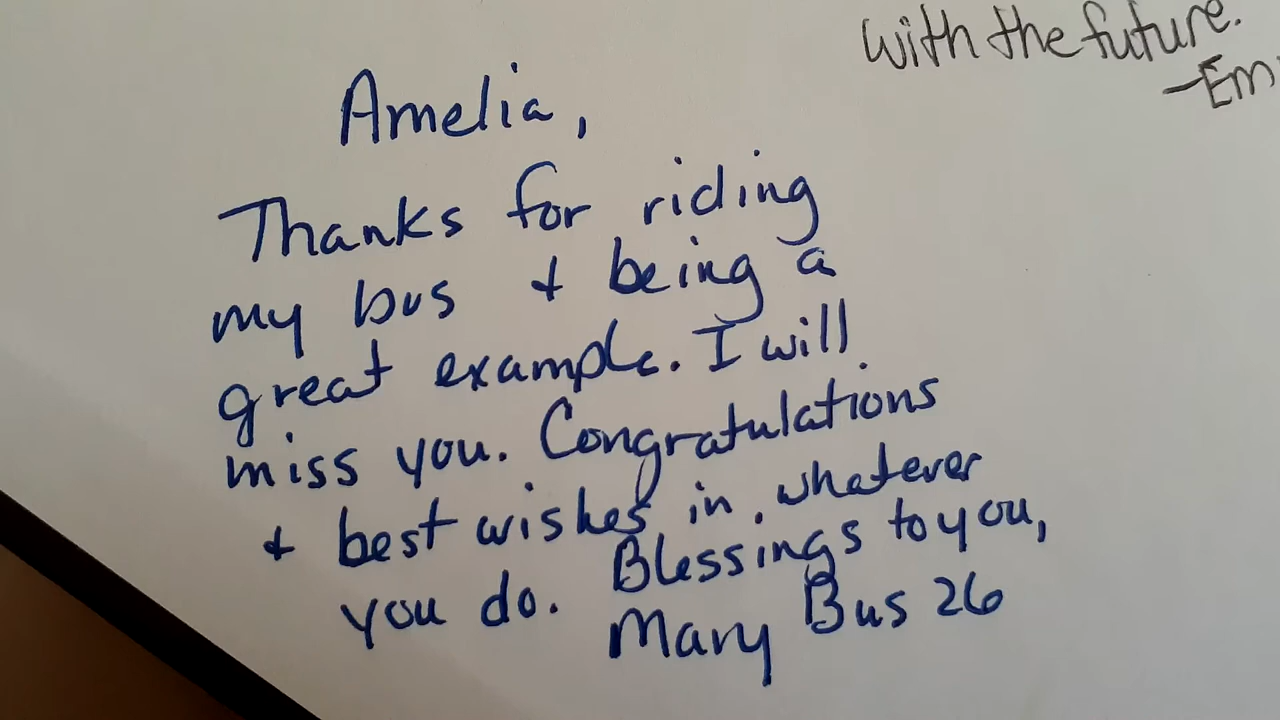 with the future.
-Em
Amelia,
Thanks for riding
my bus + being a
great example. I will
miss you. Congratulations
+ best wishes in whatever
you do. Blessings to you,
Mary Bus 26